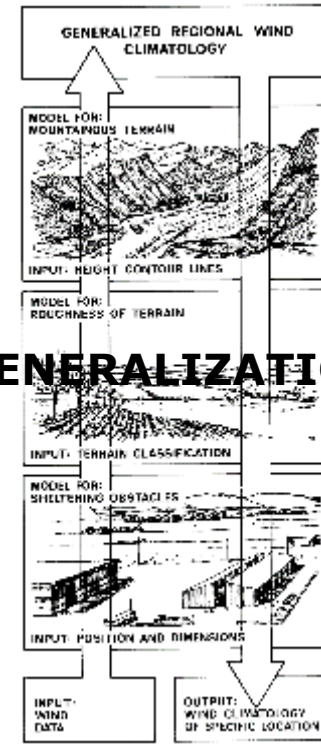 GENERALIZED REGIONAL WIND
CLIMATOLOGY
MODEL FOR:
MOUNTAINOUS TERRAIN
INPUT: HEIGHT CONTOUR LINES
MODEL FOR:
ROUGHNESS OF TERRAIN
ENERALIZATI
INPUT: TERRAIN CLASSIFICATION
MODEL FOR:
SHELTERING OBSTACLES
INPUT: POSITION AND DIMENSIONS
INPUT:
WIND
DATA
OUTPUT:
WIND CLIMATOLOGY
OF SPECIFIC LOCATION